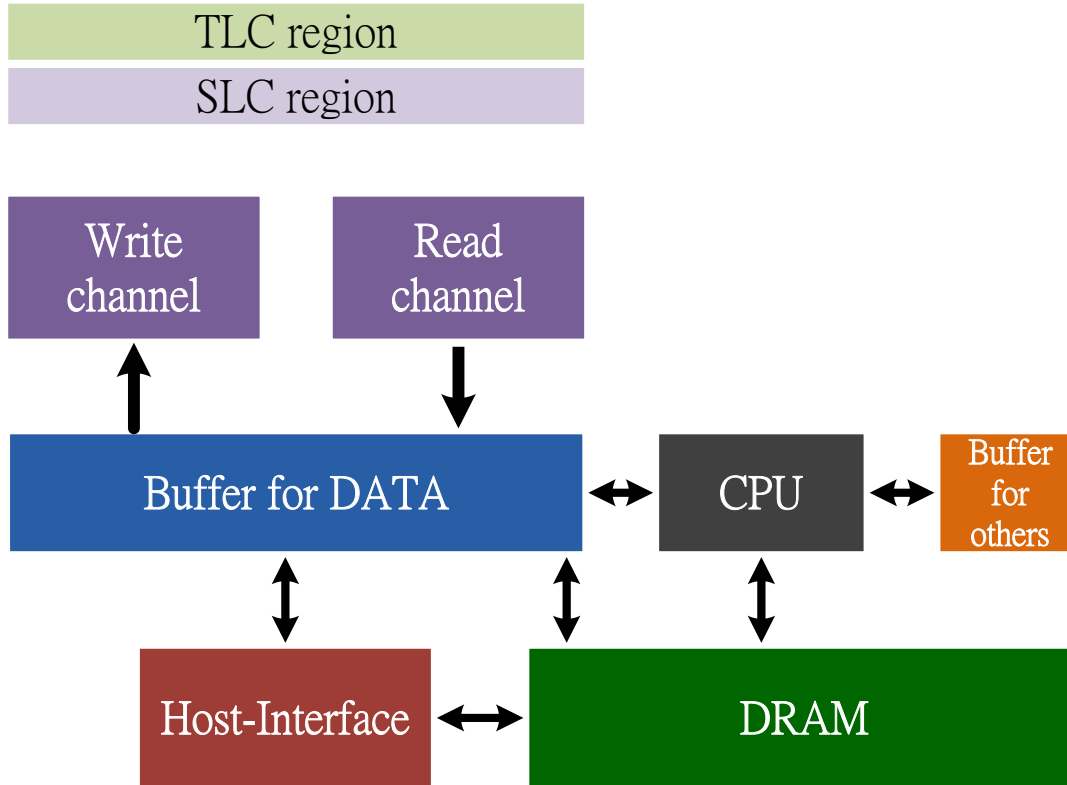 TLC region
SLC region
Write
channel
Read
channel
Buffer for DATA
CPU
Buffer
for
others
Host-Interface
DRAM